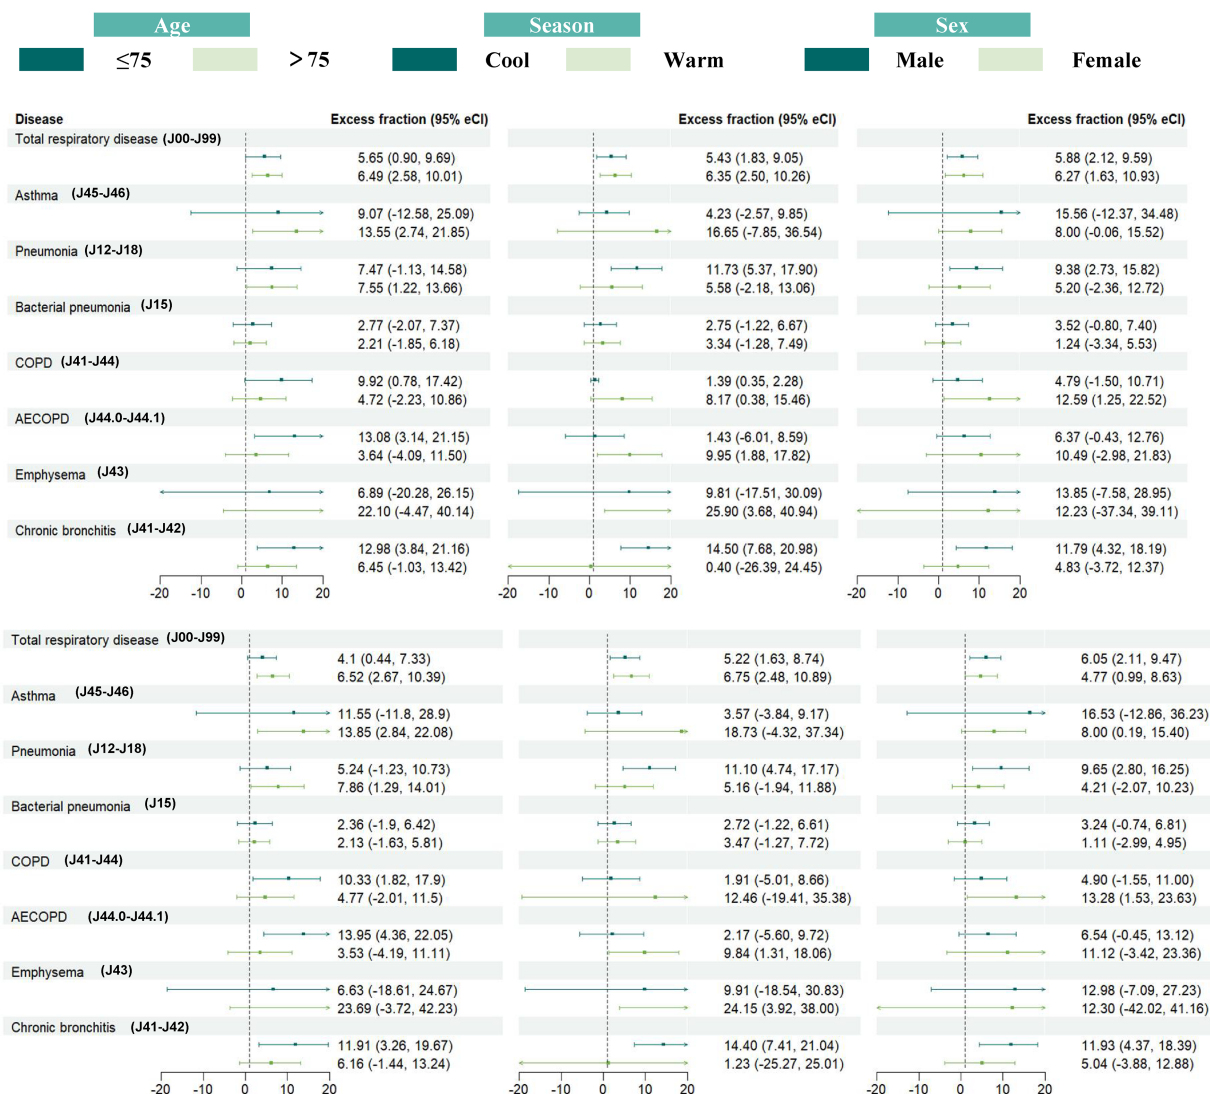 Age Season Sex
≤75 >75 Cool Warm Male Female
Disease Excess fraction (95% eCI) Excess fraction (95% eCI) Excess fraction (95% eCI)
Total respiratory disease (J00-J99)
5.65 (0.90, 9.69) 5.43 (1.83, 9.05) 5.88 (2.12, 9.59)
6.49 (2.58, 10.01) 6.35 (2.50, 10.26) 6.27 (1.63, 10.93)
Asthma (J45-J46)
9.07 (-12.58, 25.09) 4.23 (-2.57, 9.85) 15.56 (-12.37, 34.48)
13.55 (2.74, 21.85) 16.65 (-7.85, 36.54) 8.00 (-0.06, 15.52)
Pneumonia (J12-J18)
7.47 (-1.13, 14.58) 11.73 (5.37, 17.90) 9.38 (2.73, 15.82)
7.55 (1.22, 13.66) 5.58 (-2.18, 13.06) 5.20 (-2.36, 12.72)
Bacterial pneumonia (J15)
2.77 (-2.07, 7.37) 2.75 (-1.22, 6.67) 3.52 (-0.80, 7.40)
2.21 (-1.85, 6.18) 3.34 (-1.28, 7.49) 1.24 (-3.34, 5.53)
COPD (J41-J44)
9.92 (0.78, 17.42) 1.39 (0.35, 2.28) 4.79 (-1.50, 10.71)
4.72 (-2.23, 10.86) 8.17 (0.38, 15.46) 12.59 (1.25, 22.52)
AECOPD (J44.0-J44.1)
13.08 (3.14, 21.15) 1.43 (-6.01, 8.59) 6.37 (-0.43, 12.76)
3.64 (-4.09, 11.50) 9.95 (1.88, 17.82) 10.49 (-2.98, 21.83)
Emphysema (J43)
6.89 (-20.28, 26.15) 9.81 (-17.51, 30.09) 13.85 (-7.58, 28.95)
22.10 (-4.47, 40.14) 25.90 (3.68, 40.94) 12.23 (-37.34, 39.11)
Chronic bronchitis (J41-J42)
12.98 (3.84, 21.16) 14.50 (7.68, 20.98) 11.79 (4.32, 18.19)
6.45 (-1.03, 13.42) 0.40 (-26.39, 24.45) 4.83 (-3.72, 12.37)
-20 -10 0 10 20 -20 -10 0 10 20 -20 -10 0 10 20
Total respiratory disease (J00-J99)
4.1 (0.44, 7.33) 5.22 (1.63, 8.74) 6.05 (2.11, 9.47)
6.52 (2.67, 10.39) 6.75 (2.48, 10.89) 4.77 (0.99, 8.63)
Asthma (J45-J46)
11.55 (-11.8, 28.9) 3.57 (-3.84, 9.17) 16.53 (-12.86, 36.23)
13.85 (2.84, 22.08) 18.73 (-4.32, 37.34) 8.00 (0.19, 15.40)
Pneumonia (J12-J18)
5.24 (-1.23, 10.73) 11.10 (4.74, 17.17) 9.65 (2.80, 16.25)
7.86 (1.29, 14.01) 5.16 (-1.94, 11.88) 4.21 (-2.07, 10.23)
Bacterial pneumonia (J15)
2.36 (-1.9, 6.42) 2.72 (-1.22, 6.61) 3.24 (-0.74, 6.81)
2.13 (-1.63, 5.81) 3.47 (-1.27, 7.72) 1.11 (-2.99, 4.95)
COPD (J41-J44)
10.33 (1.82, 17.9) 1.91 (-5.01, 8.66) 4.90 (-1.55, 11.00)
4.77 (-2.01, 11.5) 12.46 (-19.41, 35.38) 13.28 (1.53, 23.63)
AECOPD (J44.0-J44.1)
13.95 (4.36, 22.05) 2.17 (-5.60, 9.72) 6.54 (-0.45, 13.12)
3.53 (-4.19, 11.11) 9.84 (1.31, 18.06) 11.12 (-3.42, 23.36)
Emphysema (J43)
6.63 (-18.61, 24.67) 9.91 (-18.54, 30.83) 12.98 (-7.09, 27.23)
23.69 (-3.72, 42.23) 24.15 (3.92, 38.00) 12.30 (-42.02, 41.16)
Chronic bronchitis (J41-J42)
11.91 (3.26, 19.67) 14.40 (7.41, 21.04) 11.93 (4.37, 18.39)
6.16 (-1.44, 13.24) 1.23 (-25.27, 25.01) 5.04 (-3.88, 12.88)
-20 -10 0 10 20 -20 -10 0 10 20 -20 -10 0 10 20